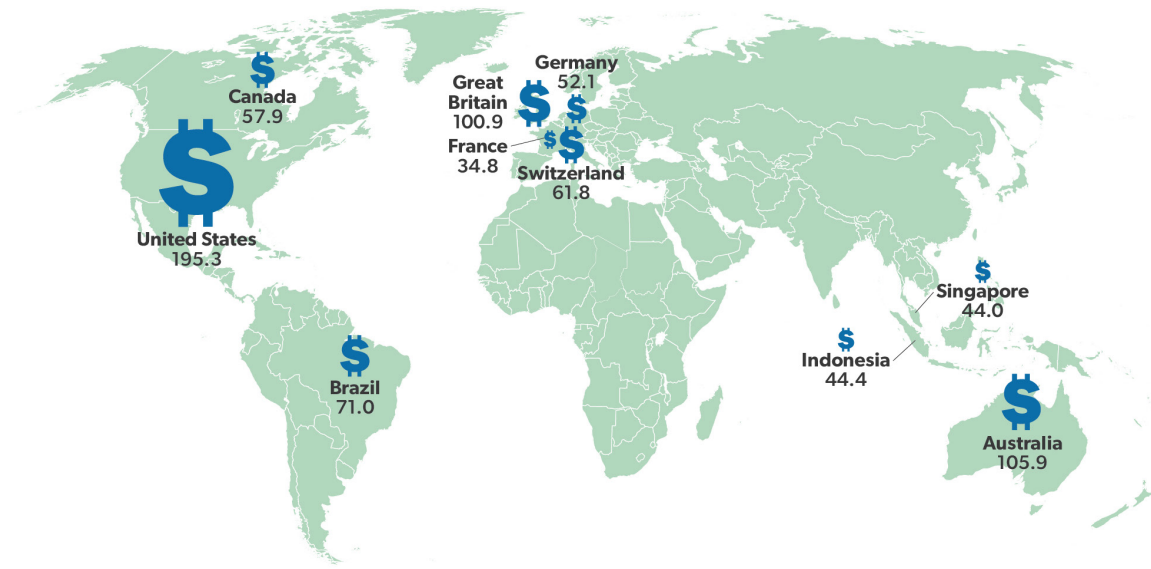 Canada
57.9
United States
195.3
Brazil
71.0
Great
Britain
100.9
Germany
52.1
France
34.8
Switzerland
61.8
Singapore
44.0
Indonesia
44.4
Australia
105.9